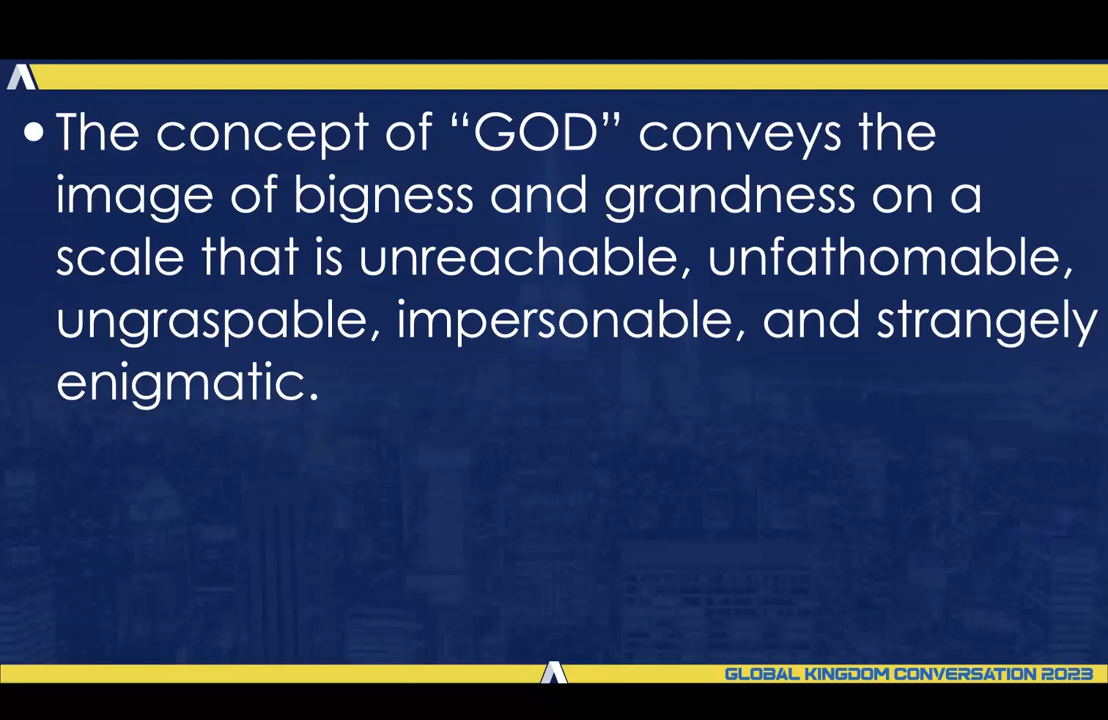 •The concept of “GOD” conveys the
image of bigness and grandness on a
scale that is unreachable, unfathomable,
ungraspable, impersonable, and strangely
enigmatic.
GLOBAL KINGDOM CONVERSATION 2023